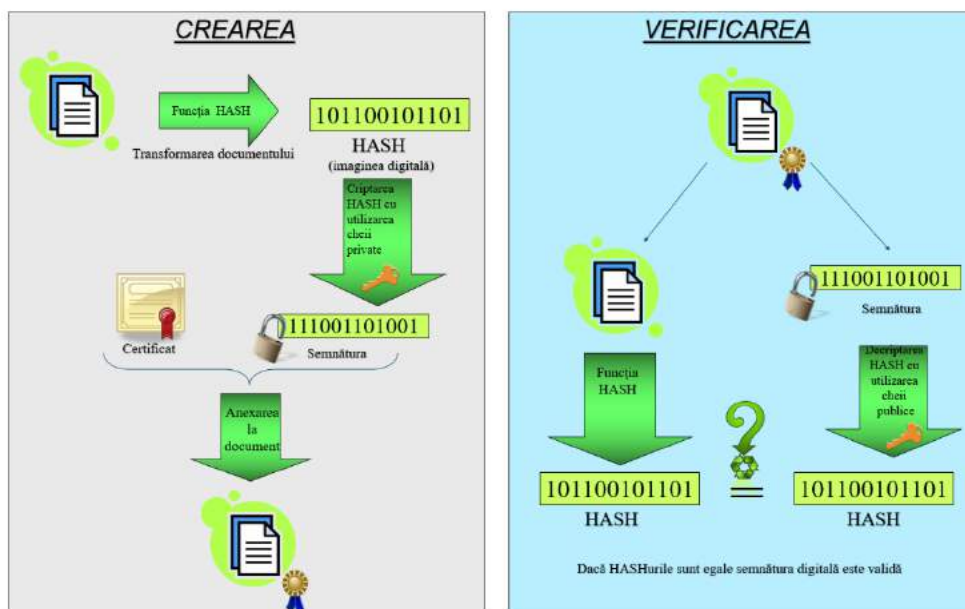 CREAREA
Funcția HASH
101100101101
Transformarea documentului
HASH
(imaginea digitală)
Criptarea
HASH cu
utilizarea
cheii
private
111001101001
Certificat
Semnătura
Anexarea
la
document
VERIFICAREA
111001101001
Semnătura
Funcția
HASH
Decriptarea
HASH cu
utilizarea
cheii
publice
101100101101
HASH
?
=
101100101101
HASH
Dacă HASHurile sunt egale semnătura digitală este validă